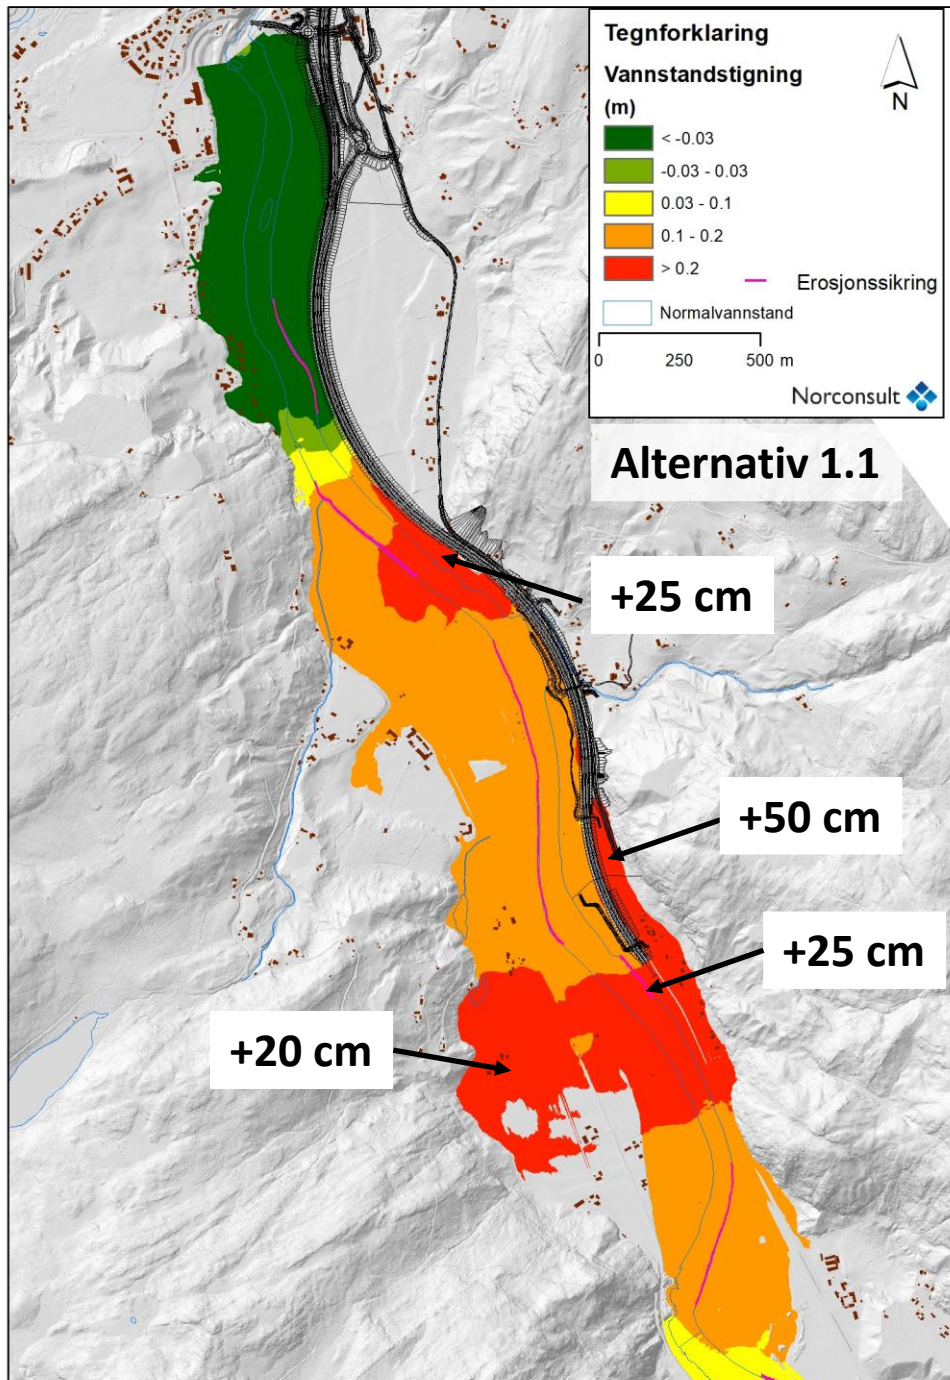 Tegnforklaring
Vannstandstigning
(m)
< -0.03
-0.03 - 0.03
0.03 - 0.1
0.1 - 0.2
> 0.2
Erosjonssikring
Normalvannstand
0 250 500 m
N
Norconsult
Alternativ 1.1
+25 cm
+50 cm
+25 cm
+20 cm